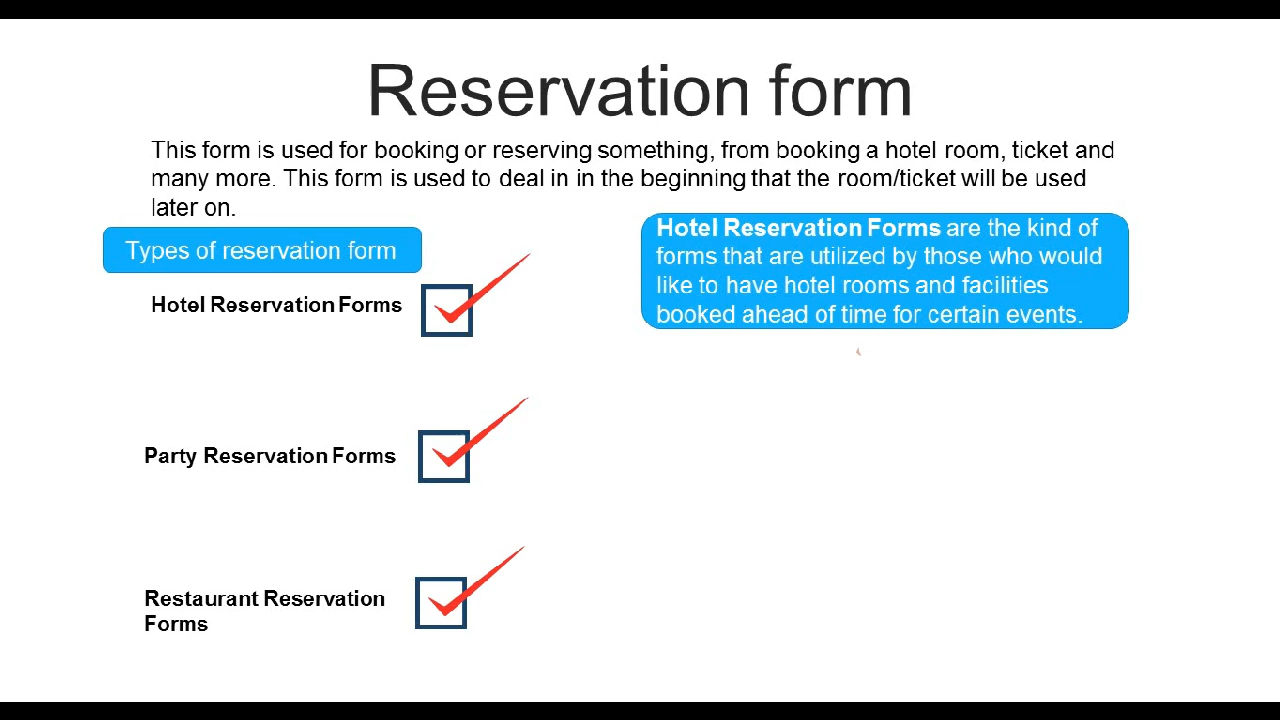 Reservation form
This form is used for booking or reserving something, from booking a hotel room, ticket and
many more. This form is used to deal in in the beginning that the room/ticket will be used
later on.
Types of reservation form
Hotel Reservation Forms
Party Reservation Forms
Restaurant Reservation
Forms
Hotel Reservation Forms are the kind of
forms that are utilized by those who would
like to have hotel rooms and facilities
booked ahead of time for certain events.